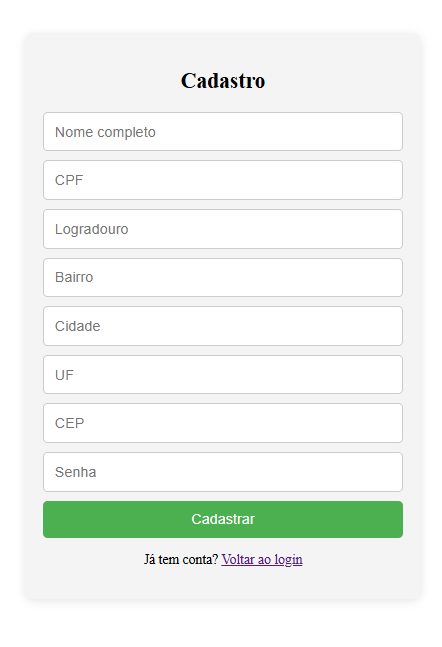 Cadastro
Nome completo
CPF
Logradouro
Bairro
Cidade
UF
CEP
Senha
Cadastrar
Já tem conta? Voltar ao login